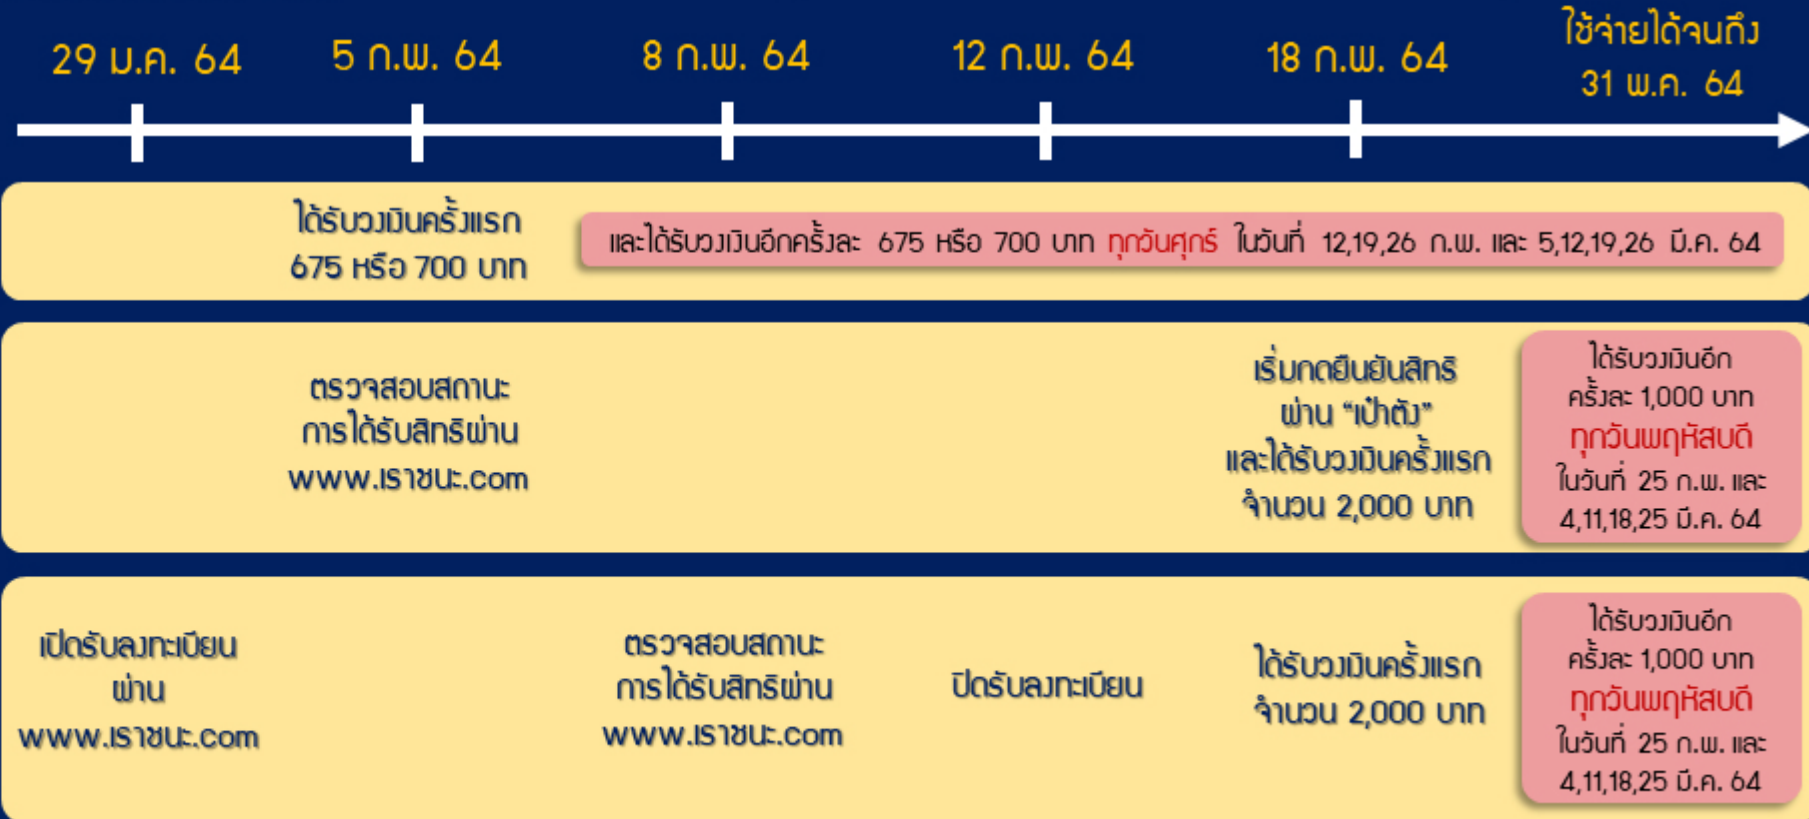 29 ม.ค. 64
5 ก.พ. 64
8 ก.พ. 64
12 ก.พ. 64
18 ก.พ. 64
ใช้จ่ายได้จนถึง
31 พ.ค. 64
ได้รับวงเงินครั้งแรก
675 หรือ 700 บาท
และได้รับวงเงินอีกครั้งละ 675 หรือ 700 บาท ทุกวันศุกร์ ในวันที่ 12,19,26 ก.พ. และ 5,12,19,26 มี.ค. 64
ตรวจสอบสถานะ
การได้รับสิทธิผ่าน
www.เราชนะ.com
เริ่มกดยืนยันสิทธิ
ผ่าน “เป๋าตัง”
และได้รับวงเงินครั้งแรก
จำนวน 2,000 บาท
ได้รับวงเงินอีก
ครั้งละ 1,000 บาท
ทุกวันพฤหัสบดี
ในวันที่ 25 ก.พ. และ
4,11,18,25 มี.ค. 64
เปิดรับลงทะเบียน
ผ่าน
www.เราชนะ.com
ตรวจสอบสถานะ
การได้รับสิทธิผ่าน
www.เราชนะ.com
ปิดรับลงทะเบียน
ได้รับวงเงินครั้งแรก
จำนวน 2,000 บาท
ได้รับวงเงินอีก
ครั้งละ 1,000 บาท
ทุกวันพฤหัสบดี
ในวันที่ 25 ก.พ. และ
4,11,18,25 มี.ค. 64